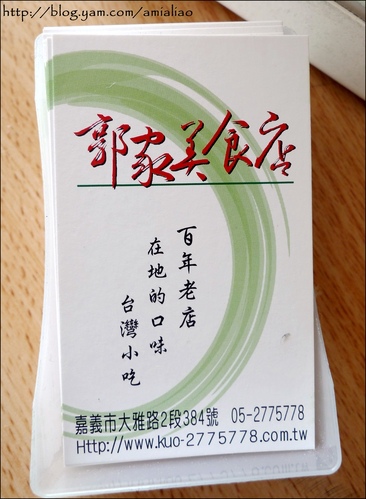 http://blog.yam.com/amialiao
郭家美食店
百年老店
在地的口味
台灣小吃
嘉義市大雅路2段384號 05-2775778
Http://www.kuo-2775778.com.tw